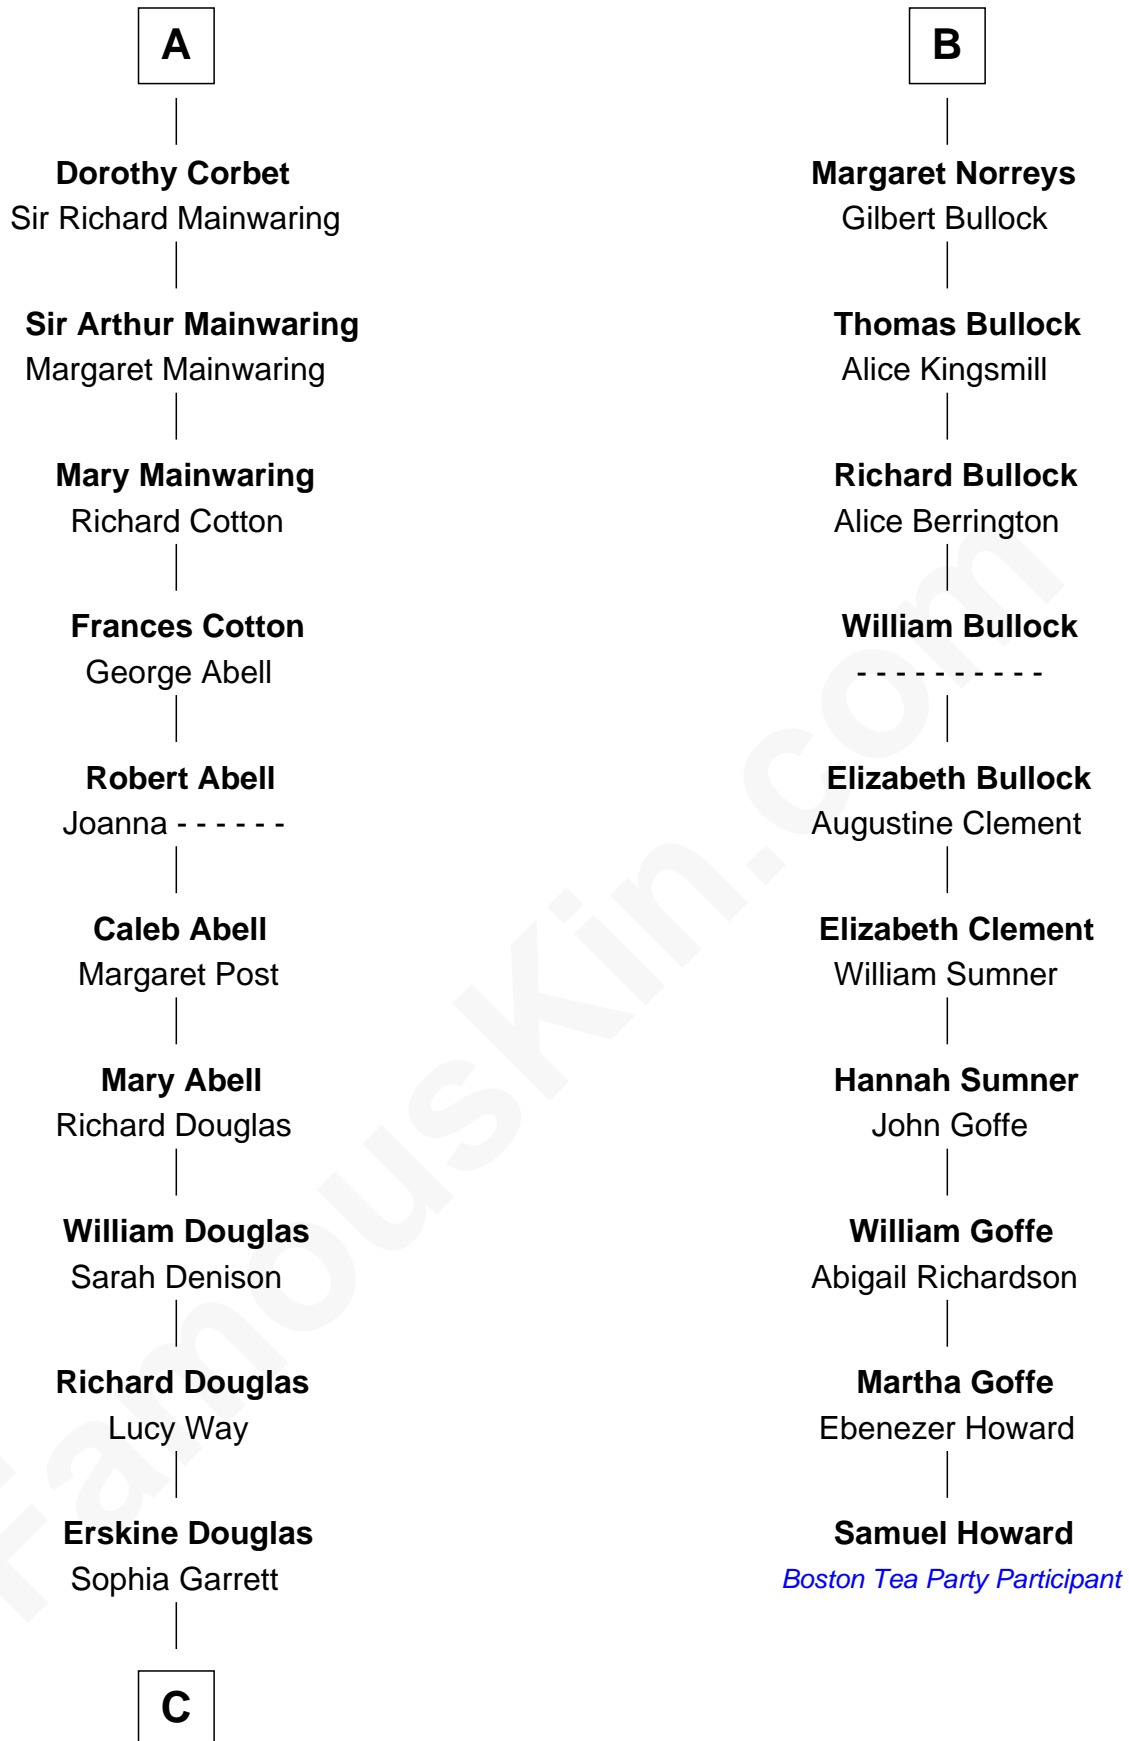 A
Dorothy Corbet
Sir Richard Mainwaring
Sir Arthur Mainwaring
Margaret Mainwaring
Mary Mainwaring
Richard Cotton
Frances Cotton
George Abell
Robert Abell
Joanna - - - - - -
Caleb Abell
Margaret Post
Mary Abell
Richard Douglas
William Douglas
Sarah Denison
Richard Douglas
Lucy Way
Erskine Douglas
Sophia Garrett
C
B
Margaret Norreys
Gilbert Bullock
Thomas Bullock
Alice Kingsmill
Richard Bullock
Alice Berrington
William Bullock
- - - - - - - - - -
Elizabeth Bullock
Augustine Clement
Elizabeth Clement
William Sumner
Hannah Sumner
John Goffe
William Goffe
Abigail Richardson
Martha Goffe
Ebenezer Howard
Samuel Howard
Boston Tea Party Participant
FamousKin.com